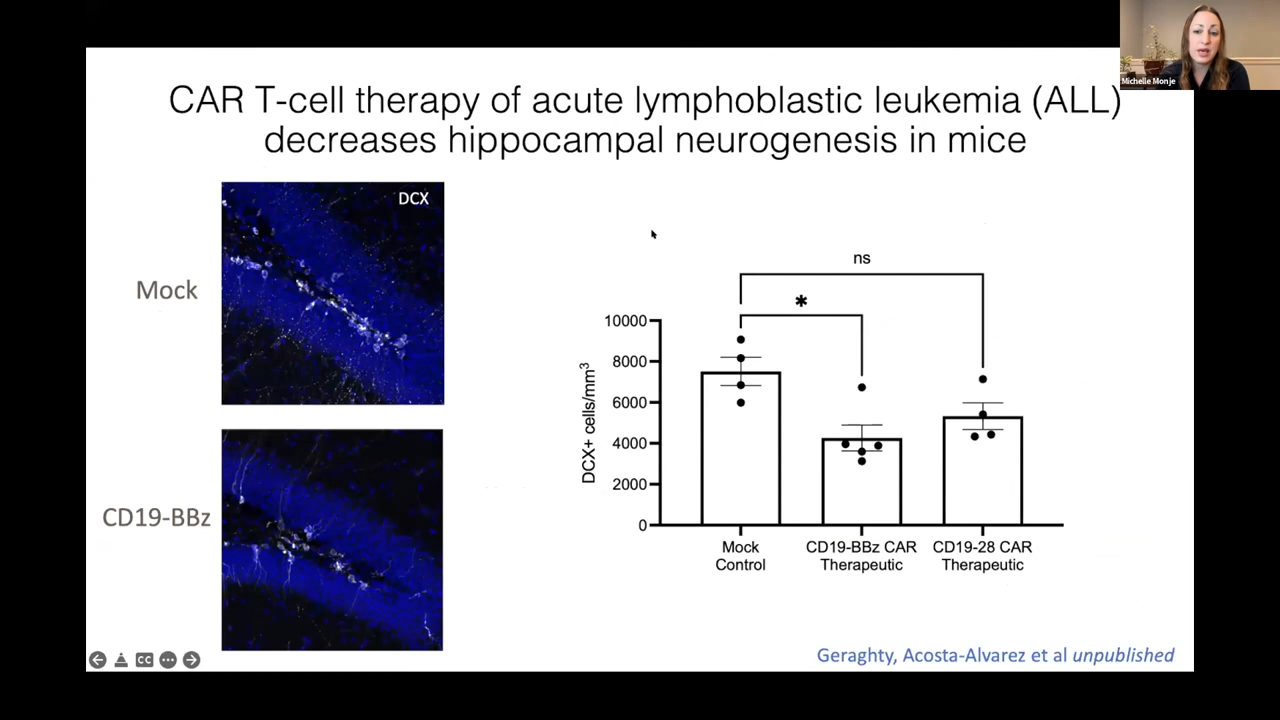 Michelle Monje
CAR T-cell therapy of acute lymphoblastic leukemia (ALL)
decreases hippocampal neurogenesis in mice
DCX
Mock
CD19-BBz
ns
*
10000
8000
6000
4000
2000
0
DCX+ cells/mm³
Mock
Control
CD19-BBz CAR
Therapeutic
CD19-28 CAR
Therapeutic
CC
Geraghty, Acosta-Alvarez et al unpublished